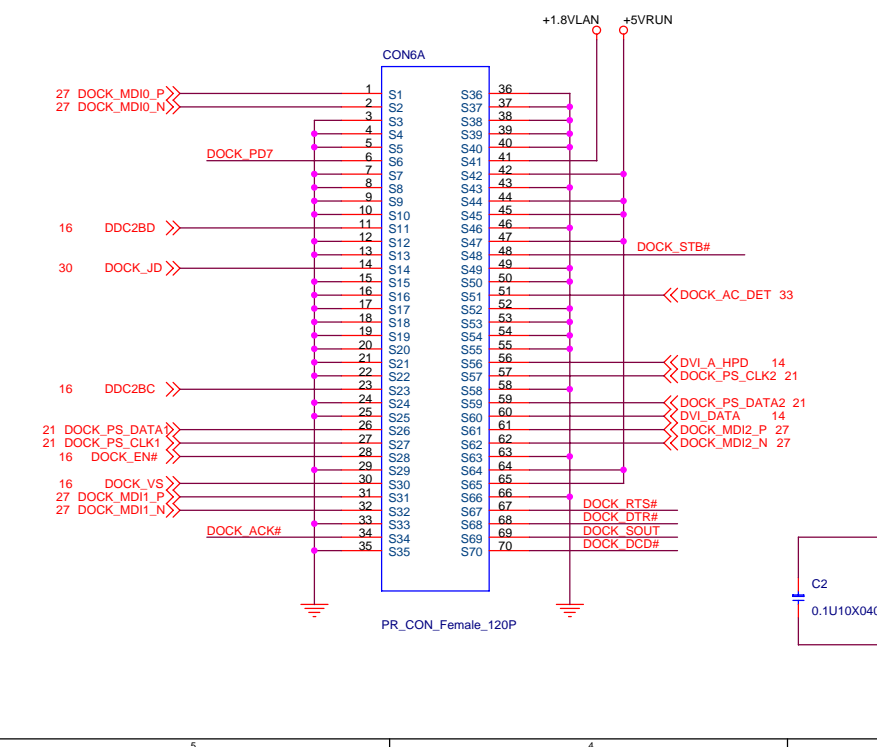 +1.8VLAN +5VRUN
CON6A
27 DOCK_MDI0_P 1 S1 S36 36
27 DOCK_MDI0_N 2 S2 S37 37
3 S3 S38 38
4 S4 S39 39
5 S5 S40 40
DOCK_PD7 6 S6 S41 41
7 S7 S42 42
8 S8 S43 43
9 S9 S44 44
10 S10 S45 45
16 DDC2BD 11 S11 S46 46
12 S12 S47 47
13 S13 S48 48 DOCK_STB#
30 DOCK_JD 14 S14 S49 49
15 S15 S50 50
16 S16 S51 51 DOCK_AC_DET 33
17 S17 S52 52
18 S18 S53 53
19 S19 S54 54
20 S20 S55 55
21 S21 S56 56 DVI_A_HPD 14
22 S22 S57 57 DOCK_PS_CLK2 21
16 DDC2BC 23 S23 S58 58
24 S24 S59 59 DOCK_PS_DATA2 21
25 S25 S60 60 DVI_DATA 14
21 DOCK_PS_DATA1 26 S26 S61 61 DOCK_MDI2_P 27
21 DOCK_PS_CLK1 27 S27 S62 62 DOCK_MDI2_N 27
16 DOCK_EN# 28 S28 S63 63
29 S29 S64 64
16 DOCK_VS 30 S30 S65 65
27 DOCK_MDI1_P 31 S31 S66 66
27 DOCK_MDI1_N 32 S32 S67 67 DOCK_RTS#
33 S33 S68 68 DOCK_DTR#
DOCK_ACK# 34 S34 S69 69 DOCK_SOUT
35 S35 S70 70 DOCK_DCD#
C2
0.1U10X040
PR_CON_Female_120P
5 4